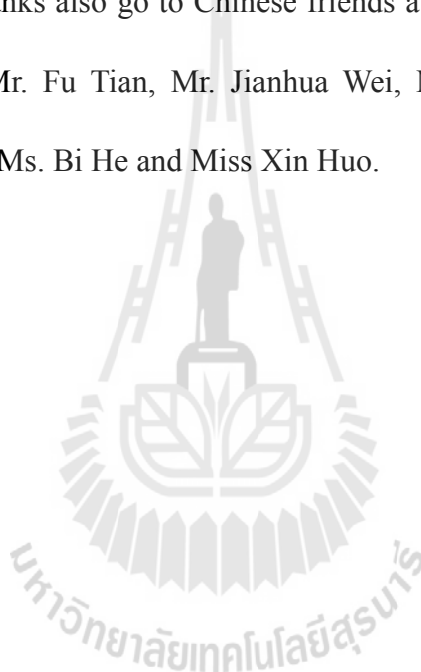 nks also go to Chinese friends a
Mr. Fu Tian, Mr. Jianhua Wei,
Ms. Bi He and Miss Xin Huo.
มหาวิทยาลัยเทคโนโลยีสุรนารี